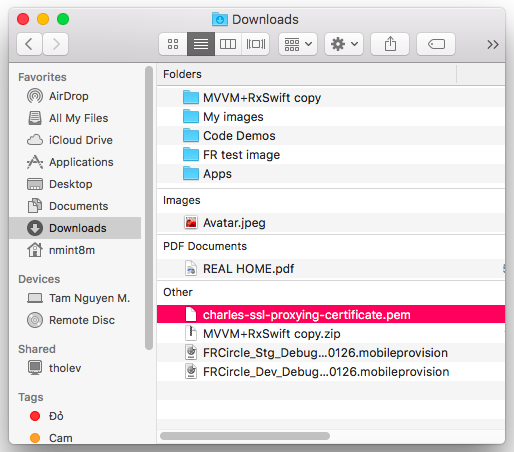 Downloads
Favorites
AirDrop
All My Files
iCloud Drive
Applications
Desktop
Documents
Downloads
nmint8m
Devices
Tam Nguyen M.
Remote Disc
Shared
tholev
Tags
Đỏ
Cam
Folders
MVVM+RxSwift copy
My images
Code Demos
FR test image
Apps
Images
Avatar.jpeg
PDF Documents
REAL HOME.pdf
Other
charles-ssl-proxying-certificate.pem
MVVM+RxSwift copy.zip
FRCircle_Stg_Debug...0126.mobileprovision
FRCircle_Dev_Debug...0126.mobileprovision